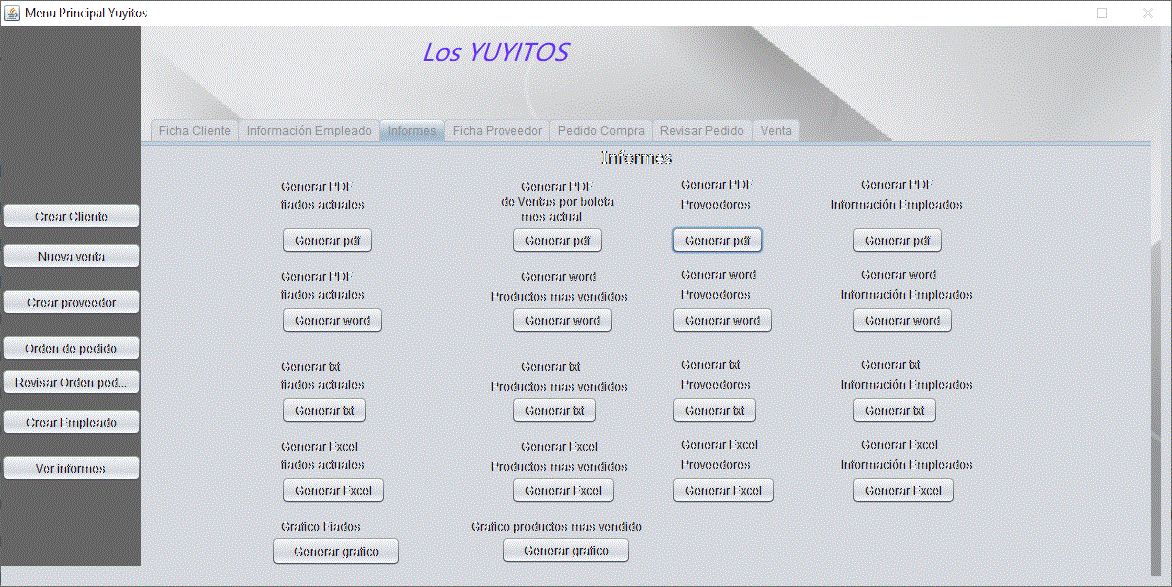 Menu Principal Yuyitos
Los YUYITOS
Ficha Cliente
Información Empleado
Informes
Ficha Proveedor
Pedido Compra
Revisar Pedido
Venta
Crear Cliente
Nueva venta
Crear proveedor
Orden de pedido
Revisar Orden ped...
Crear Empleado
Ver informes
Informes
Generar PDF
fiados actuales
Generar pdf
Generar PDF
de Ventas por boleta
mes actual
Generar pdf
Generar PDF
Proveedores
Generar pdf
Generar PDF
Información Empleados
Generar pdf
Generar PDF
fiados actuales
Generar word
Generar word
Productos mas vendidos
Generar word
Generar word
Proveedores
Generar word
Generar word
Información Empleados
Generar word
Generar txt
fiados actuales
Generar txt
Generar txt
Productos mas vendidos
Generar txt
Generar txt
Proveedores
Generar txt
Generar txt
Información Empleados
Generar txt
Generar Excel
fiados actuales
Generar Excel
Generar Excel
Productos mas vendidos
Generar Excel
Generar Excel
Proveedores
Generar Excel
Generar Excel
Información Empleados
Generar Excel
Grafico Fiados
Generar grafico
Grafico productos mas vendido
Generar grafico